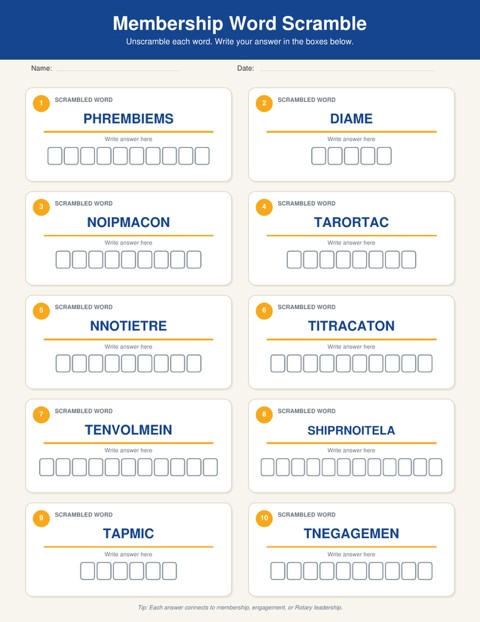 Membership Word Scramble
Unscramble each word. Write your answer in the boxes below.
Name: Date:
1 SCRAMBLED WORD
PHREMBIEMS
Write answer here
2 SCRAMBLED WORD
DIAME
Write answer here
3 SCRAMBLED WORD
NOIPMACON
Write answer here
4 SCRAMBLED WORD
TARORTAC
Write answer here
5 SCRAMBLED WORD
NNOTIETRE
Write answer here
6 SCRAMBLED WORD
TITRACATON
Write answer here
7 SCRAMBLED WORD
TENVOLMEIN
Write answer here
8 SCRAMBLED WORD
SHIPRNOITELA
Write answer here
9 SCRAMBLED WORD
TAPMIC
Write answer here
10 SCRAMBLED WORD
TNEGAGEMEN
Write answer here
Tip: Each answer connects to membership, engagement, or Rotary leadership.